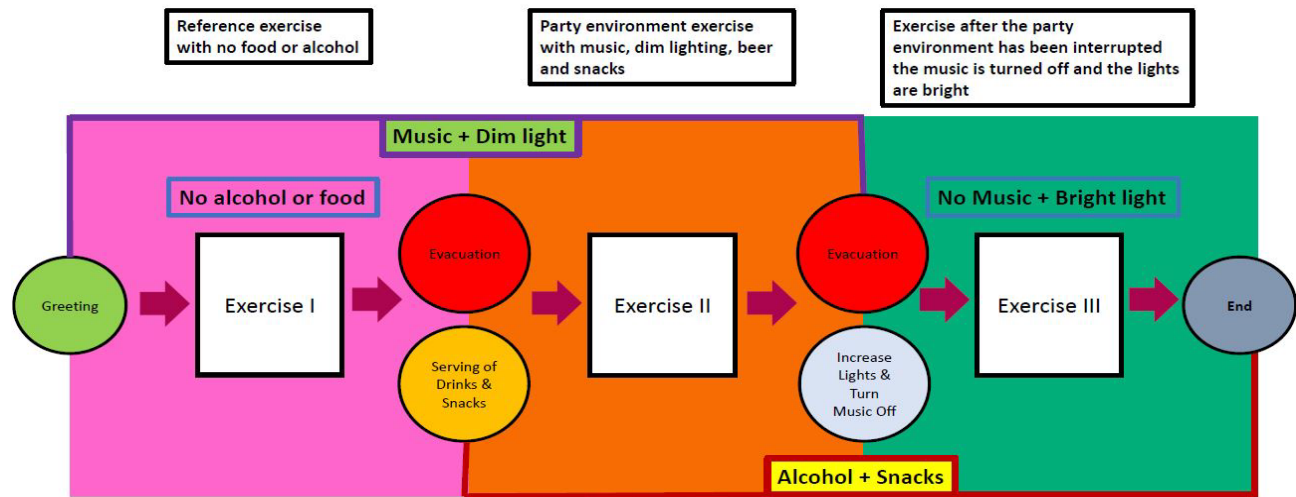 Reference exercise
with no food or alcohol
Party environment exercise
with music, dim lighting, beer
and snacks
Exercise after the party
environment has been interrupted
the music is turned off and the lights
are bright
Music + Dim light
No alcohol or food
No Music + Bright light
Greeting
Exercise I
Evacuation
Serving of
Drinks &
Snacks
Exercise II
Evacuation
Increase
Lights &
Turn
Music Off
Exercise III
End
Alcohol + Snacks